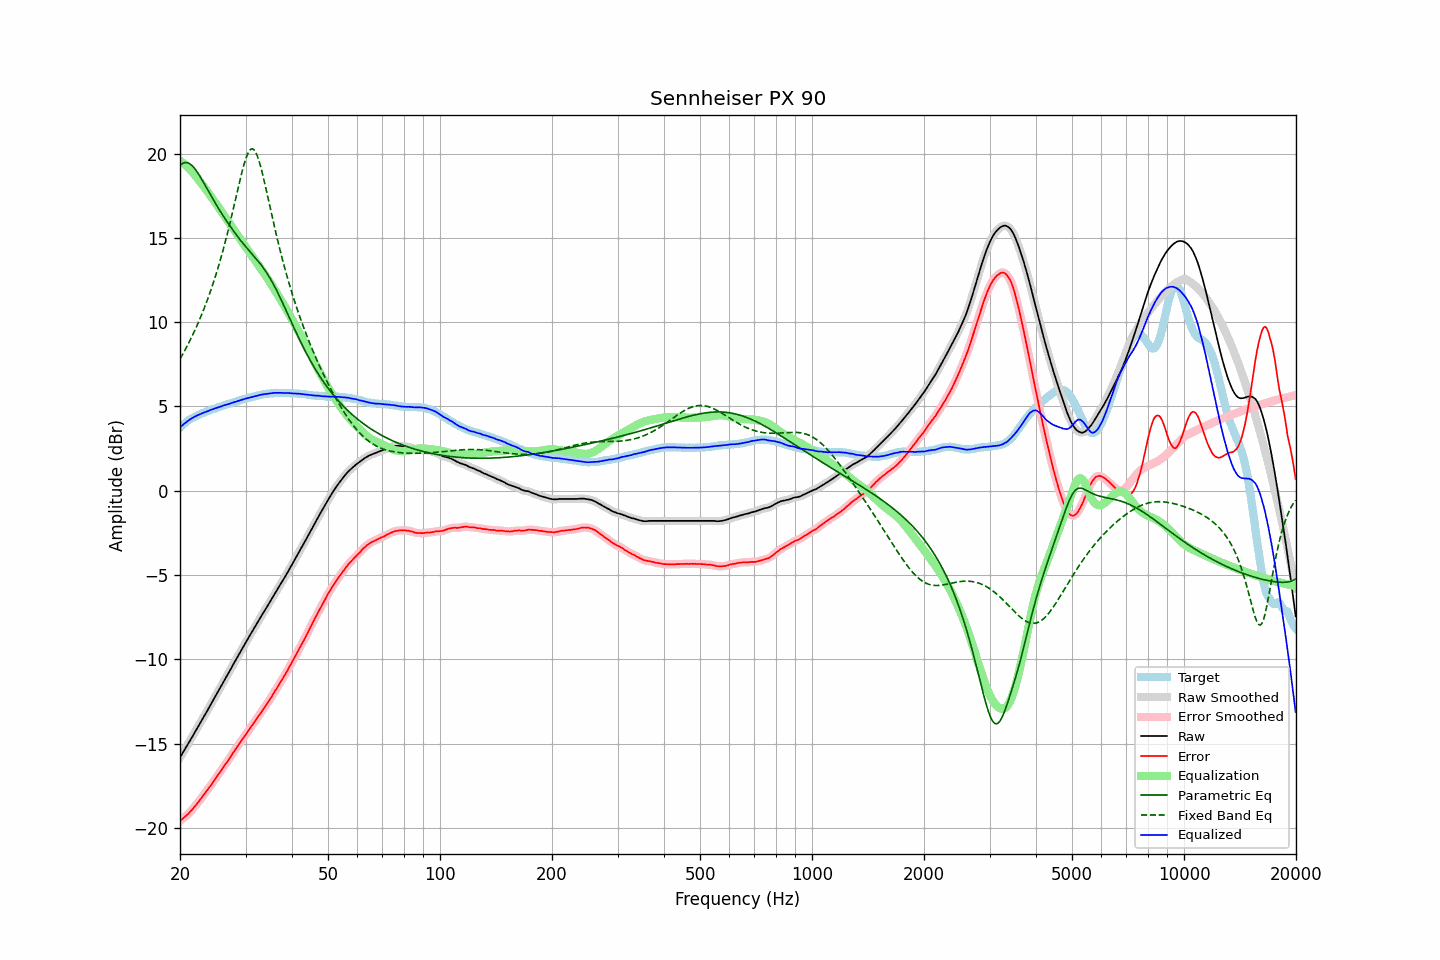 Sennheiser PX 90
Amplitude (dBr)
20
15
10
5
0
−5
−10
−15
−20
20
50
100
200
500
1000
2000
5000
10000
20000
Frequency (Hz)
Target
Raw Smoothed
Error Smoothed
Raw
Error
Equalization
Parametric Eq
Fixed Band Eq
Equalized